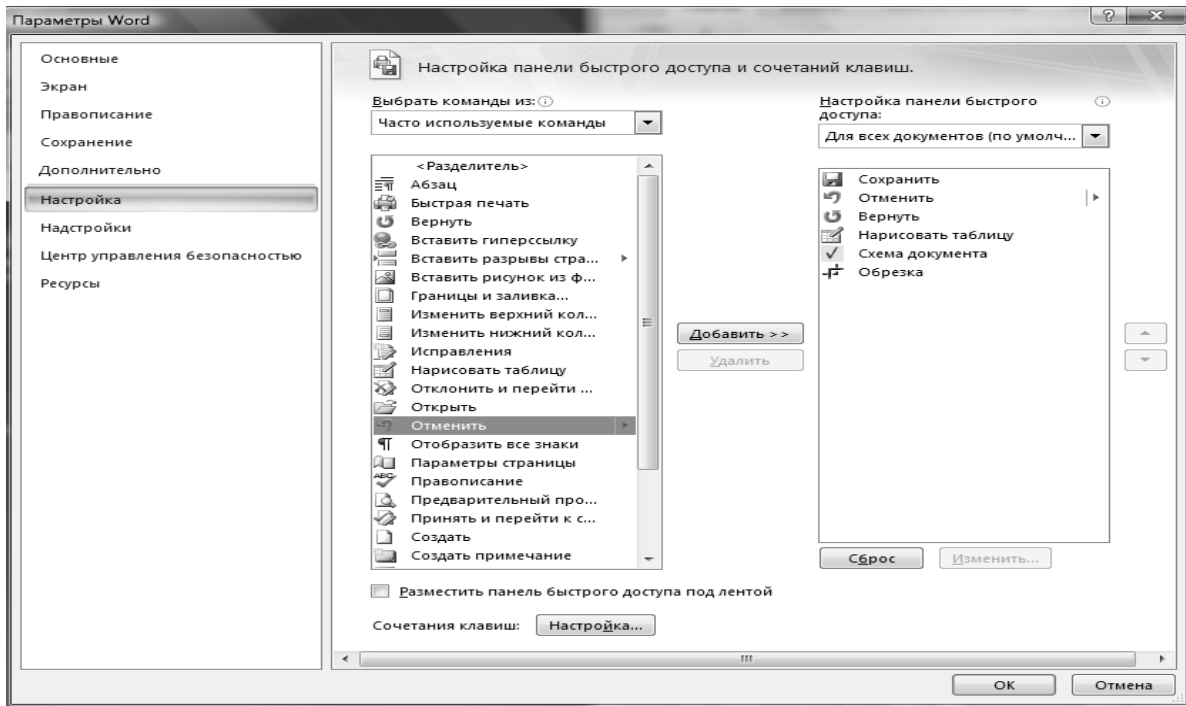 Параметры Word
Основные
Экран
Правописание
Сохранение
Дополнительно
Настройка
Надстройки
Центр управления безопасностью
Ресурсы
Настройка панели быстрого доступа и сочетаний клавиш.
Выбрать команды из:
Часто используемые команды
<Разделитель>
Абзац
Быстрая печать
Вернуть
Вставить гиперссылку
Вставить разрывы стра...
Вставить рисунок из ф...
Границы и заливка...
Изменить верхний кол...
Изменить нижний кол...
Исправления
Нарисовать таблицу
Отклонить и перейти ...
Открыть
Отменить
Отобразить все знаки
Параметры страницы
Правописание
Предварительный про...
Принять и перейти к с...
Создать
Создать примечание
Добавить >>
Удалить
Настройка панели быстрого
доступа:
Для всех документов (по умолч...
Сохранить
Отменить
Вернуть
Нарисовать таблицу
Схема документа
Обрезка
Сброс
Изменить...
Разместить панель быстрого доступа под лентой
Сочетания клавиш:
Настройка...
ОК
Отмена